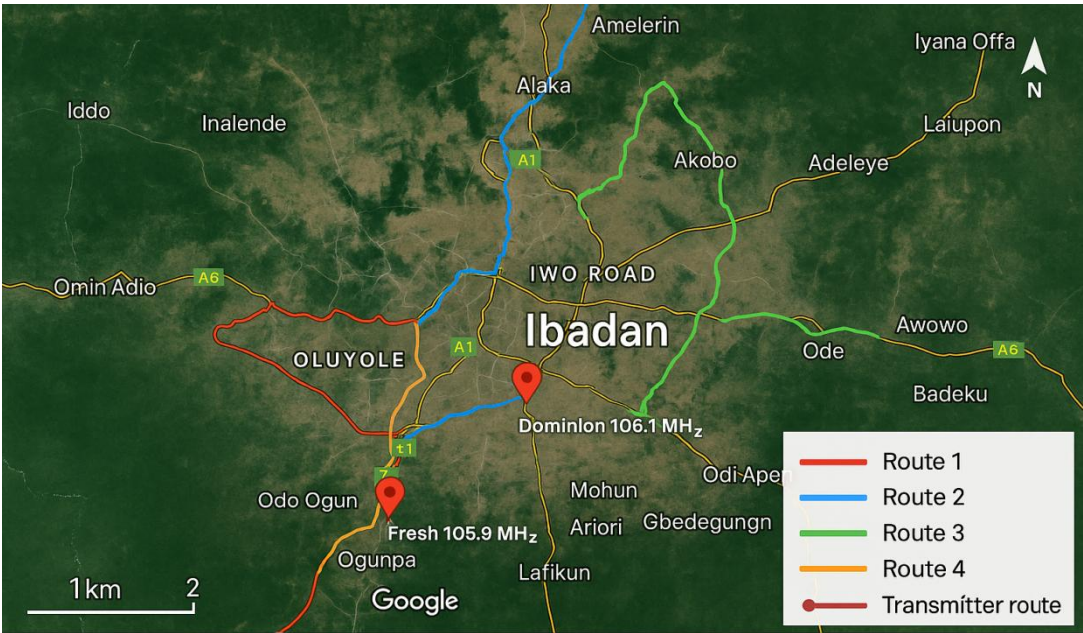 Amelerin
Iyana Offa
N
Alaka
Iddo
Inalende
Laiupon
A1
Akobo
Adeleye
IWO ROAD
A6
Omin Adio
Ibadan
Awowo
A1
OLUYOLE
Ode
A6
Badeku
Dominlon 106.1 MHz
t1
Z
Odi Apen
Odo Ogun
Mohun
Fresh 105.9 MHz
Ariori
Gbedegungn
Ogunpa
Lafikun
1km 2
Google
Route 1
Route 2
Route 3
Route 4
Transmítter route